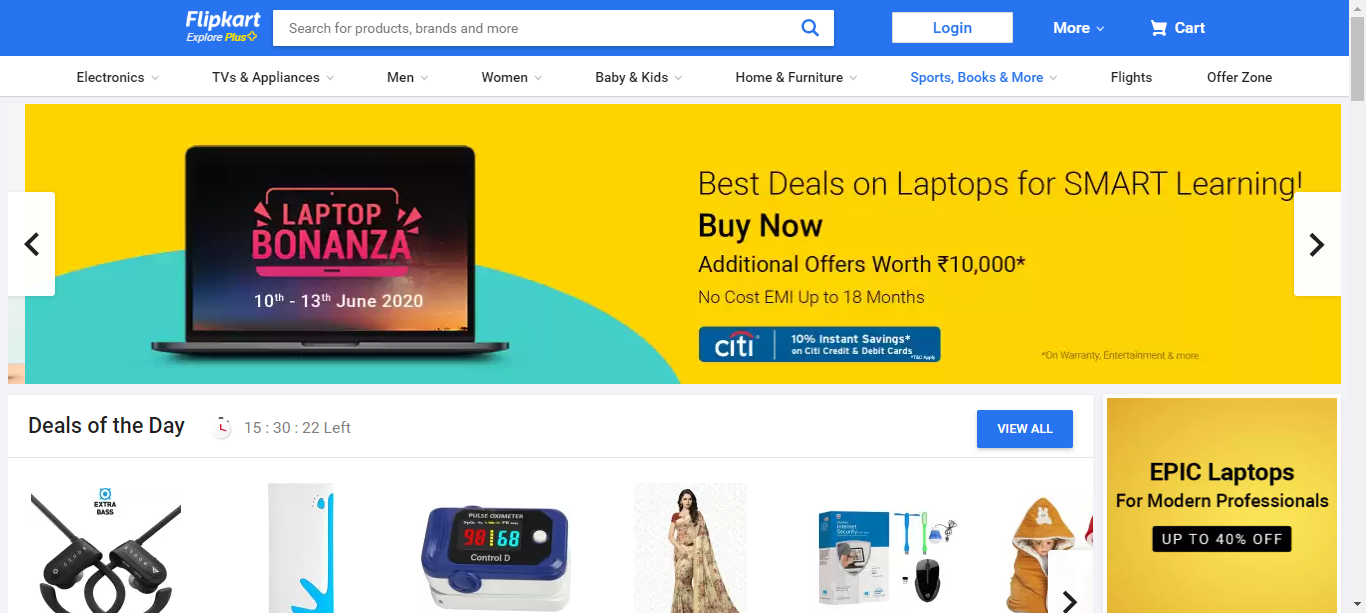 Flipkart
Explore Plus
Search for products, brands and more
Login
More
Cart
Electronics
TVs & Appliances
Men
Women
Baby & Kids
Home & Furniture
Sports, Books & More
Flights
Offer Zone
LAPTOP
BONANZA
10th - 13th June 2020
Best Deals on Laptops for SMART Learning!
Buy Now
Additional Offers Worth ₹10,000*
No Cost EMI Up to 18 Months
citi
10% Instant Savings*
on Citi Credit & Debit Cards
*T&C Apply
*On Warranty, Entertainment & more
Deals of the Day
15 : 30 : 22 Left
VIEW ALL
EXTRA
BASS
PULSE OXIMETER
98 68
Control D
Internet
Security
EPIC Laptops
For Modern Professionals
UP TO 40% OFF